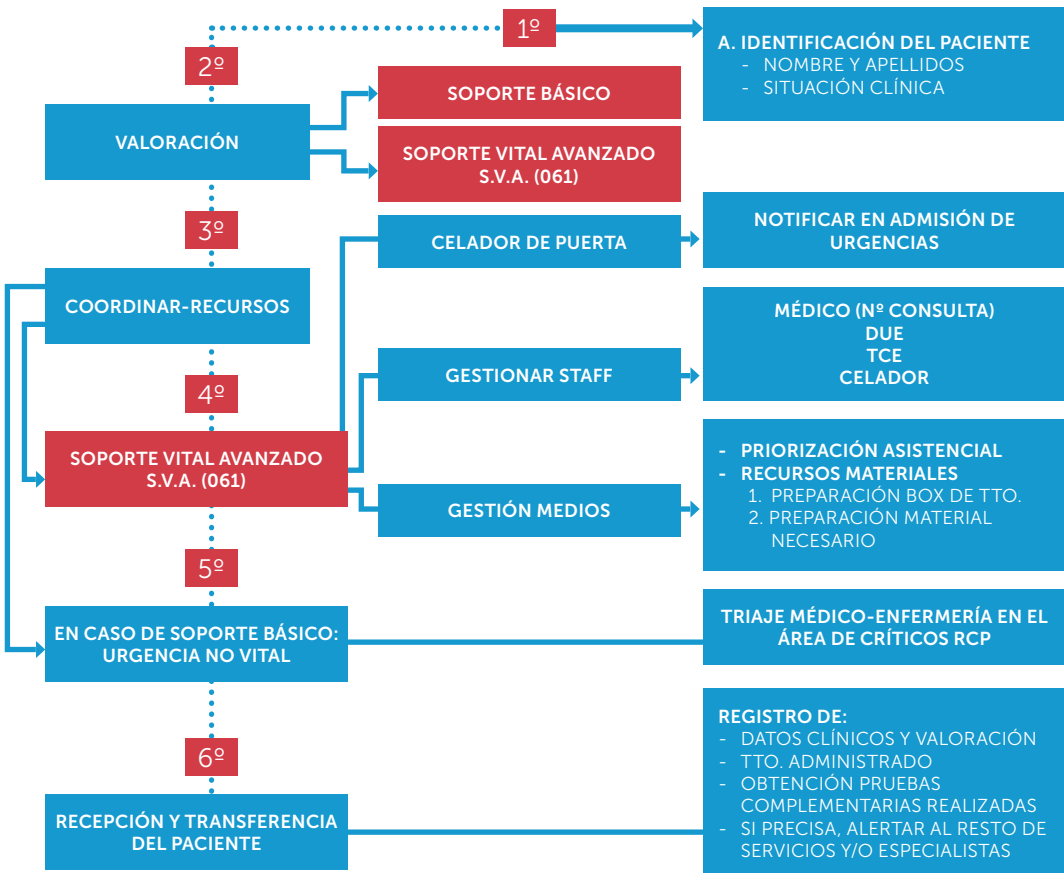 1º
A. IDENTIFICACIÓN DEL PACIENTE
- NOMBRE Y APELLIDOS
- SITUACIÓN CLÍNICA
2º
VALORACIÓN
SOPORTE BÁSICO
SOPORTE VITAL AVANZADO
S.V.A. (061)
3º
COORDINAR-RECURSOS
CELADOR DE PUERTA
NOTIFICAR EN ADMISIÓN DE
URGENCIAS
GESTIONAR STAFF
MÉDICO (Nº CONSULTA)
DUE
TCE
CELADOR
4º
SOPORTE VITAL AVANZADO
S.V.A. (061)
GESTIÓN MEDIOS
- PRIORIZACIÓN ASISTENCIAL
- RECURSOS MATERIALES
1. PREPARACIÓN BOX DE TTO.
2. PREPARACIÓN MATERIAL
NECESARIO
5º
EN CASO DE SOPORTE BÁSICO:
URGENCIA NO VITAL
TRIAJE MÉDICO-ENFERMERÍA EN EL
ÁREA DE CRÍTICOS RCP
6º
RECEPCIÓN Y TRANSFERENCIA
DEL PACIENTE
REGISTRO DE:
- DATOS CLÍNICOS Y VALORACIÓN
- TTO. ADMINISTRADO
- OBTENCIÓN PRUEBAS
COMPLEMENTARIAS REALIZADAS
- SI PRECISA, ALERTAR AL RESTO DE
SERVICIOS Y/O ESPECIALISTAS